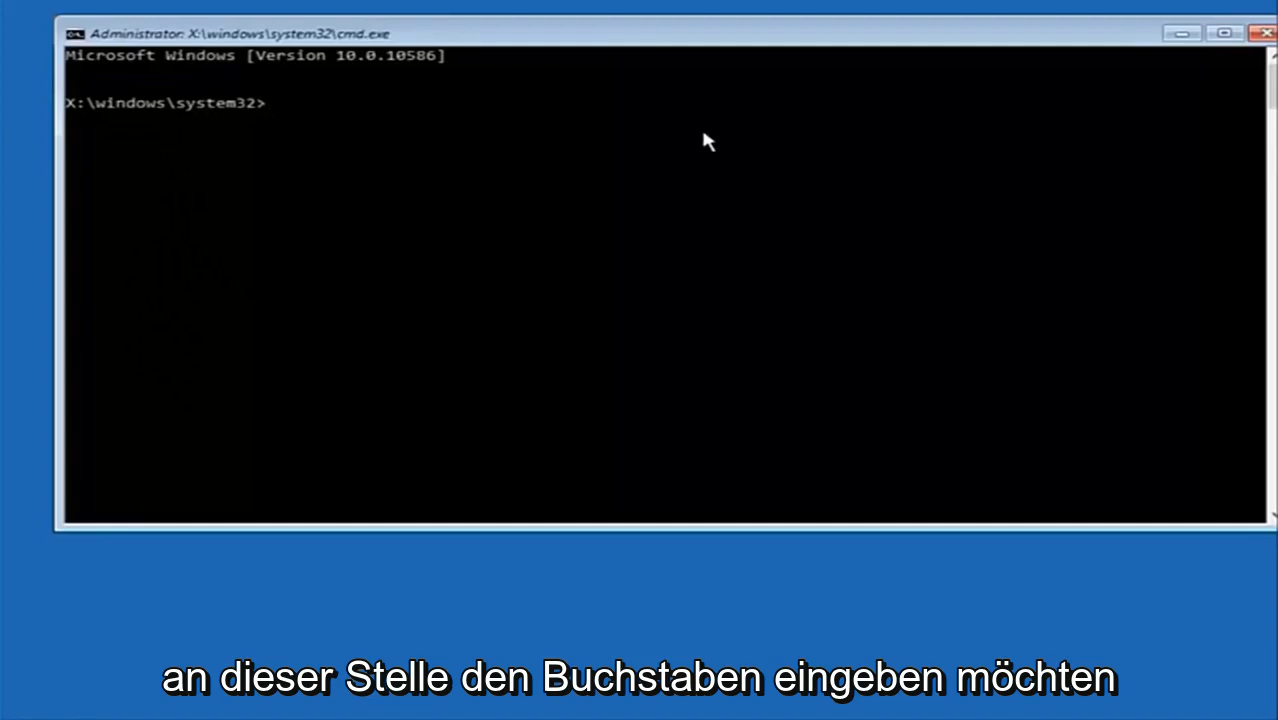 Administrator: X:\windows\system32\cmd.exe
Microsoft Windows [Version 10.0.10586]
X:\windows\system32>
an dieser Stelle den Buchstaben eingeben möchten